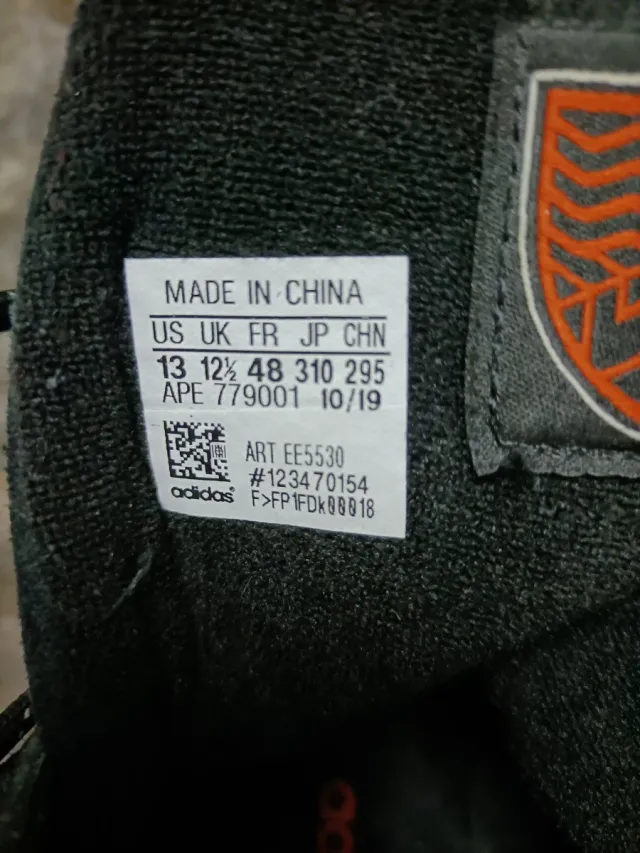 MADE IN CHINA
US UK FR JP CHN
13 12½ 48 310 295
APE 779001 10/19
ART EE5530
#123470154
adidas® F>FP1FDk00018